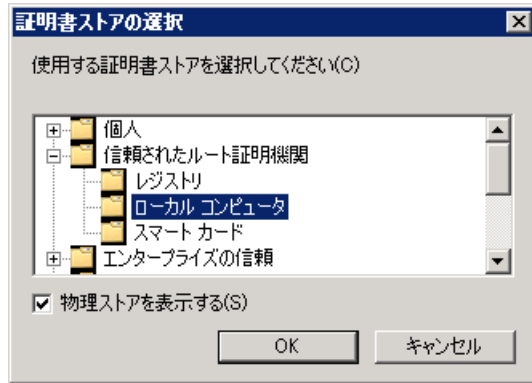 証明書ストアの選択
使用する証明書ストアを選択してください(C)
個人
信頼されたルート証明機関
レジストリ
ローカル コンピュータ
スマート カード
エンタープライズの信頼
物理ストアを表示する(S)
OK キャンセル